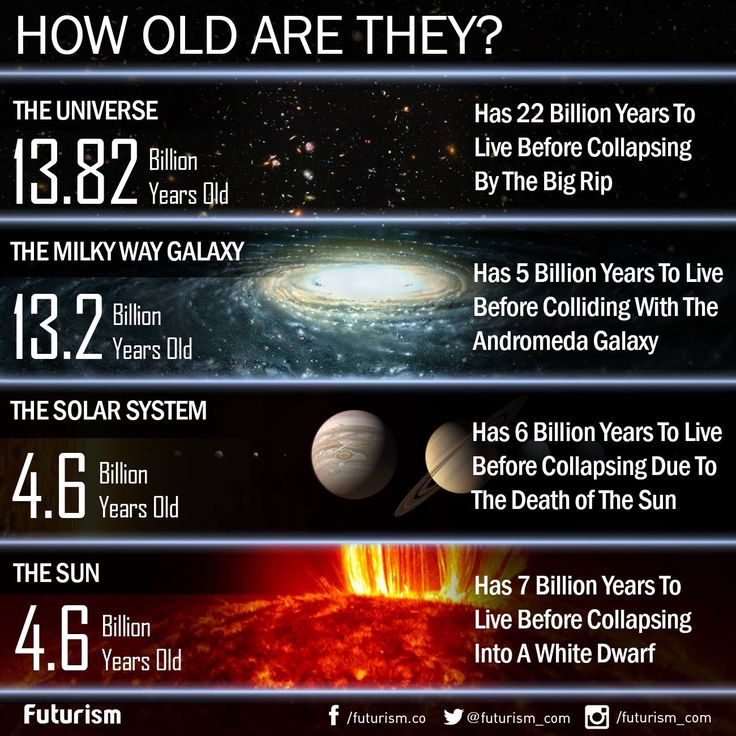 HOW OLD ARE THEY?
THE UNIVERSE
13.82 Billion
Years Old
Has 22 Billion Years To
Live Before Collapsing
By The Big Rip
THE MILKY WAY GALAXY
13.2 Billion
Years Old
Has 5 Billion Years To Live
Before Colliding With The
Andromeda Galaxy
THE SOLAR SYSTEM
4.6 Billion
Years Old
Has 6 Billion Years To Live
Before Collapsing Due To
The Death of The Sun
THE SUN
4.6 Billion
Years Old
Has 7 Billion Years To
Live Before Collapsing
Into A White Dwarf
Futurism f /futurism.co @futurism_com /futurism_com